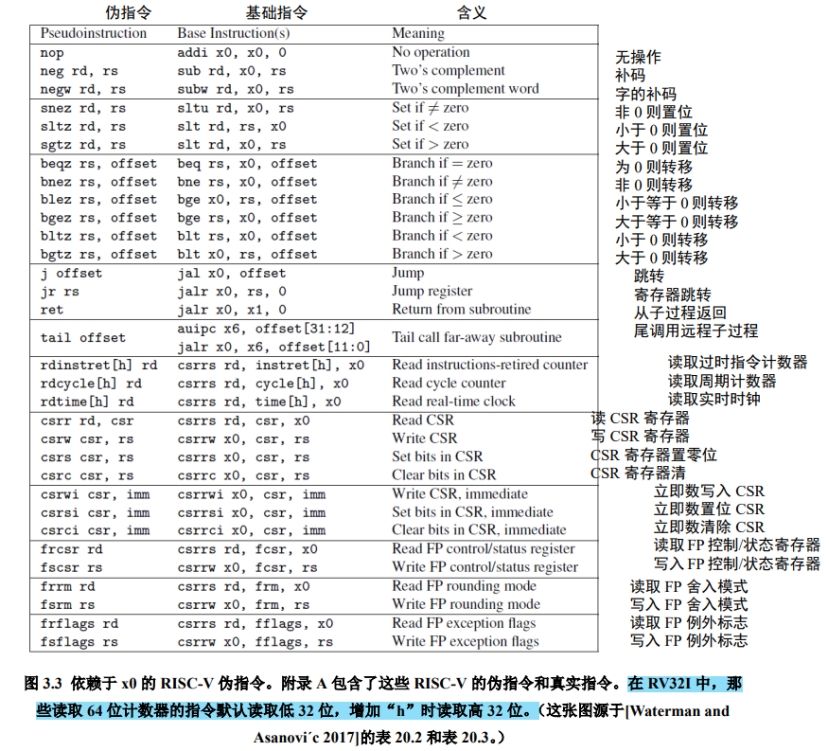 伪指令 基础指令 含义
Pseudoinstruction Base Instruction(s) Meaning
nop addi x0, x0, 0 No operation 无操作
neg rd, rs sub rd, x0, rs Two's complement 补码
negw rd, rs subw rd, x0, rs Two's complement word 字的补码
snez rd, rs sltu rd, x0, rs Set if ≠ zero 非 0 则置位
sltz rd, rs slt rd, rs, x0 Set if < zero 小于 0 则置位
sgtz rd, rs slt rd, x0, rs Set if > zero 大于 0 则置位
beqz rs, offset beq rs, x0, offset Branch if = zero 为 0 则转移
bnez rs, offset bne rs, x0, offset Branch if ≠ zero 非 0 则转移
blez rs, offset bge x0, rs, offset Branch if ≤ zero 小于等于 0 则转移
bgez rs, offset bge rs, x0, offset Branch if ≥ zero 大于等于 0 则转移
bltz rs, offset blt rs, x0, offset Branch if < zero 小于 0 则转移
bgtz rs, offset blt x0, rs, offset Branch if > zero 大于 0 则转移
j offset jal x0, offset Jump 跳转
jr rs jalr x0, rs, 0 Jump register 寄存器跳转
ret jalr x0, x1, 0 Return from subroutine 从子过程返回
tail offset auipc x6, offset[31:12] Tail call far-away subroutine 尾调用远程子过程
jalr x0, x6, offset[11:0]
rdinstret[h] rd csrrs rd, instret[h], x0 Read instructions-retired counter 读取过时指令计数器
rdcycle[h] rd csrrs rd, cycle[h], x0 Read cycle counter 读取周期计数器
rdtime[h] rd csrrs rd, time[h], x0 Read real-time clock 读取实时时钟
csrr rd, csr csrrs rd, csr, x0 Read CSR 读 CSR 寄存器
csrw csr, rs csrrw x0, csr, rs Write CSR 写 CSR 寄存器
csrs csr, rs csrrs x0, csr, rs Set bits in CSR CSR 寄存器置零位
csrc csr, rs csrrc x0, csr, rs Clear bits in CSR CSR 寄存器清
csrwi csr, imm csrrwi x0, csr, imm Write CSR, immediate 立即数写入 CSR
csrsi csr, imm csrrsi x0, csr, imm Set bits in CSR, immediate 立即数置位 CSR
csrci csr, imm csrrci x0, csr, imm Clear bits in CSR, immediate 立即数清除 CSR
frcsr rd csrrs rd, fcsr, x0 Read FP control/status register 读取 FP 控制/状态寄存器
fscsr rs csrrw x0, fcsr, rs Write FP control/status register 写入 FP 控制/状态寄存器
frrm rd csrrs rd, frm, x0 Read FP rounding mode 读取 FP 舍入模式
fsrm rs csrrw x0, frm, rs Write FP rounding mode 写入 FP 舍入模式
frflags rd csrrs rd, fflags, x0 Read FP exception flags 读取 FP 例外标志
fsflags rs csrrw x0, fflags, rs Write FP exception flags 写入 FP 例外标志
图 3.3 依赖于 x0 的 RISC-V 伪指令。附录 A 包含了这些 RISC-V 的伪指令和真实指令。在 RV32I 中，那
些读取 64 位计数器的指令默认读取低 32 位，增加“h”时读取高 32 位。（这张图源于[Waterman and
Asanovi´c 2017]的表 20.2 和表 20.3。）